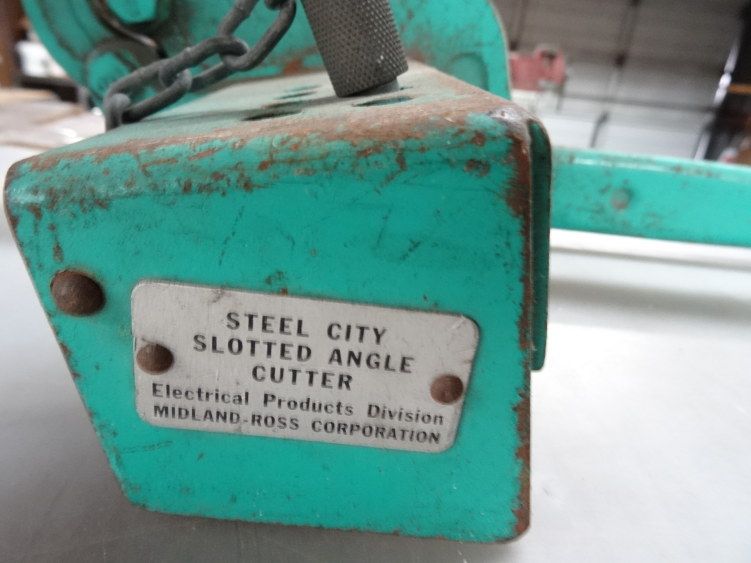 STEEL CITY
SLOTTED ANGLE
CUTTER
Electrical Products Division
MIDLAND-ROSS CORPORATION